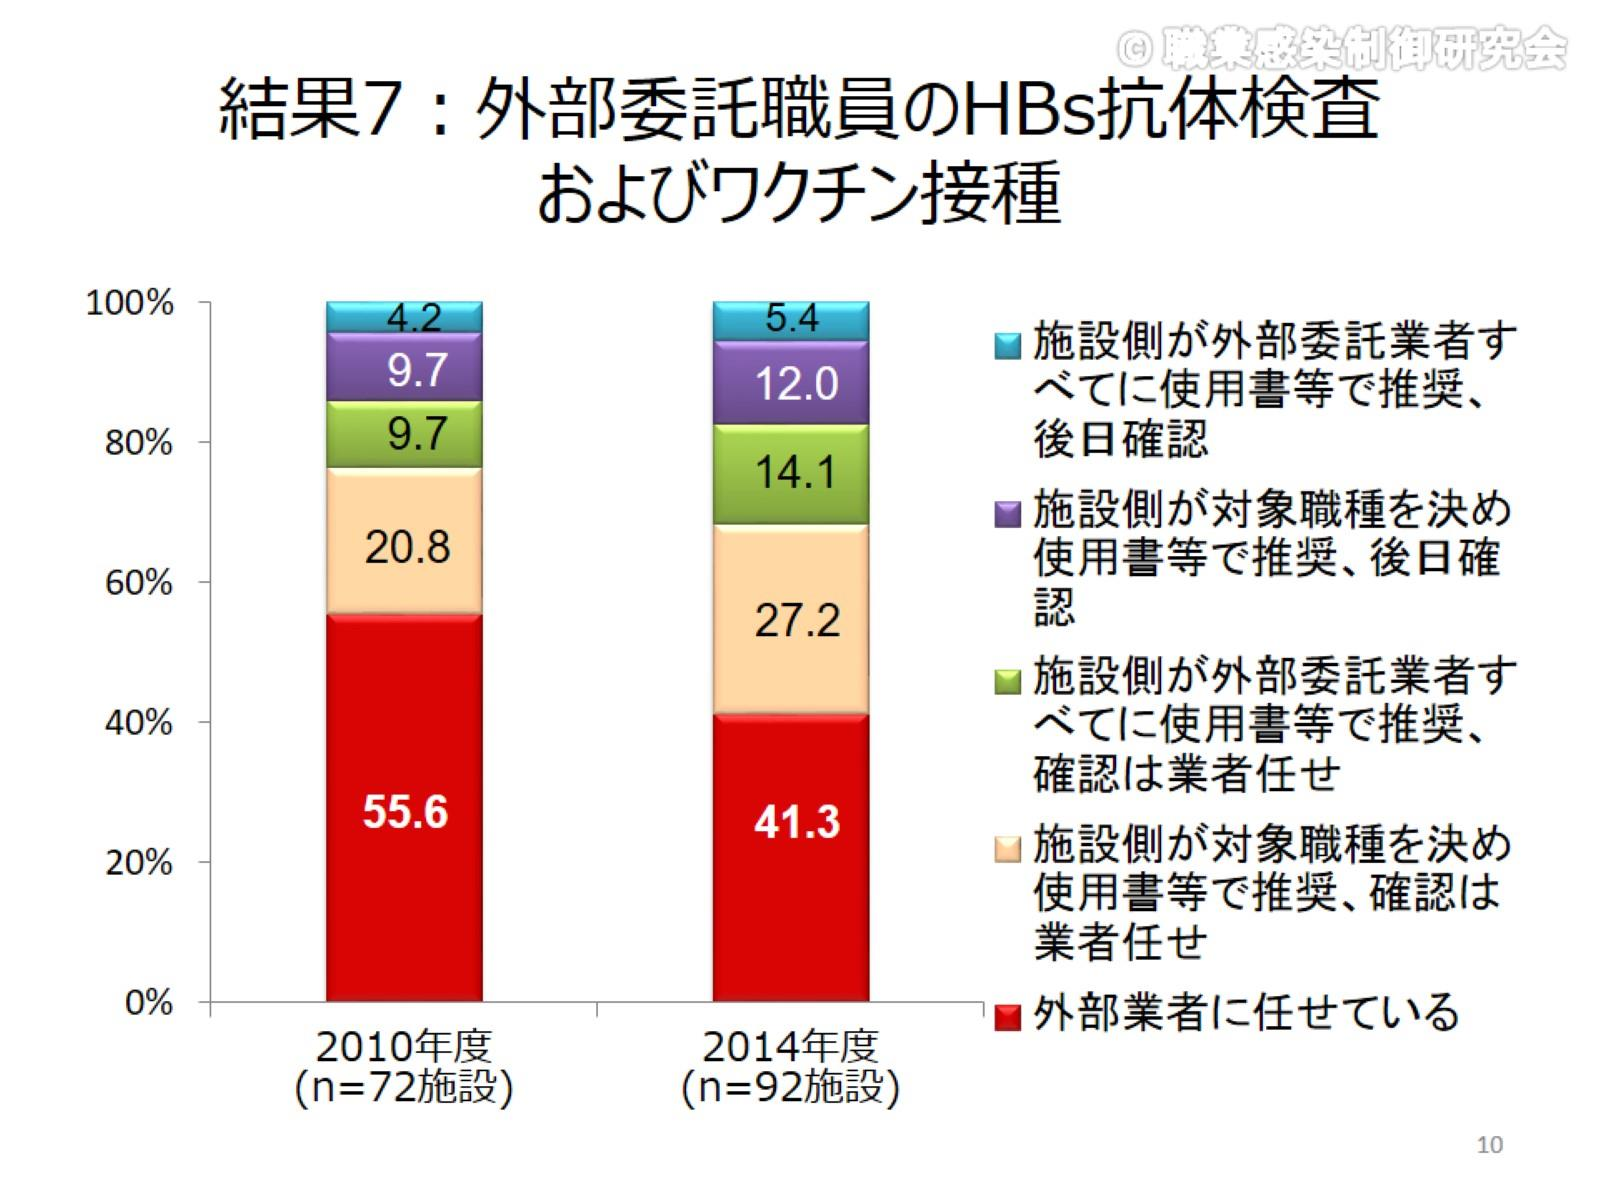 © 職業感染制御研究会
結果7：外部委託職員のHBs抗体検査
およびワクチン接種
100%
80%
60%
40%
20%
0%
4.2
9.7
9.7
20.8
55.6
5.4
12.0
14.1
27.2
41.3
2010年度
(n=72施設)
2014年度
(n=92施設)
施設側が外部委託業者す
べてに使用書等で推奨、
後日確認
施設側が対象職種を決め
使用書等で推奨、後日確
認
施設側が外部委託業者す
べてに使用書等で推奨、
確認は業者任せ
施設側が対象職種を決め
使用書等で推奨、確認は
業者任せ
外部業者に任せている
10